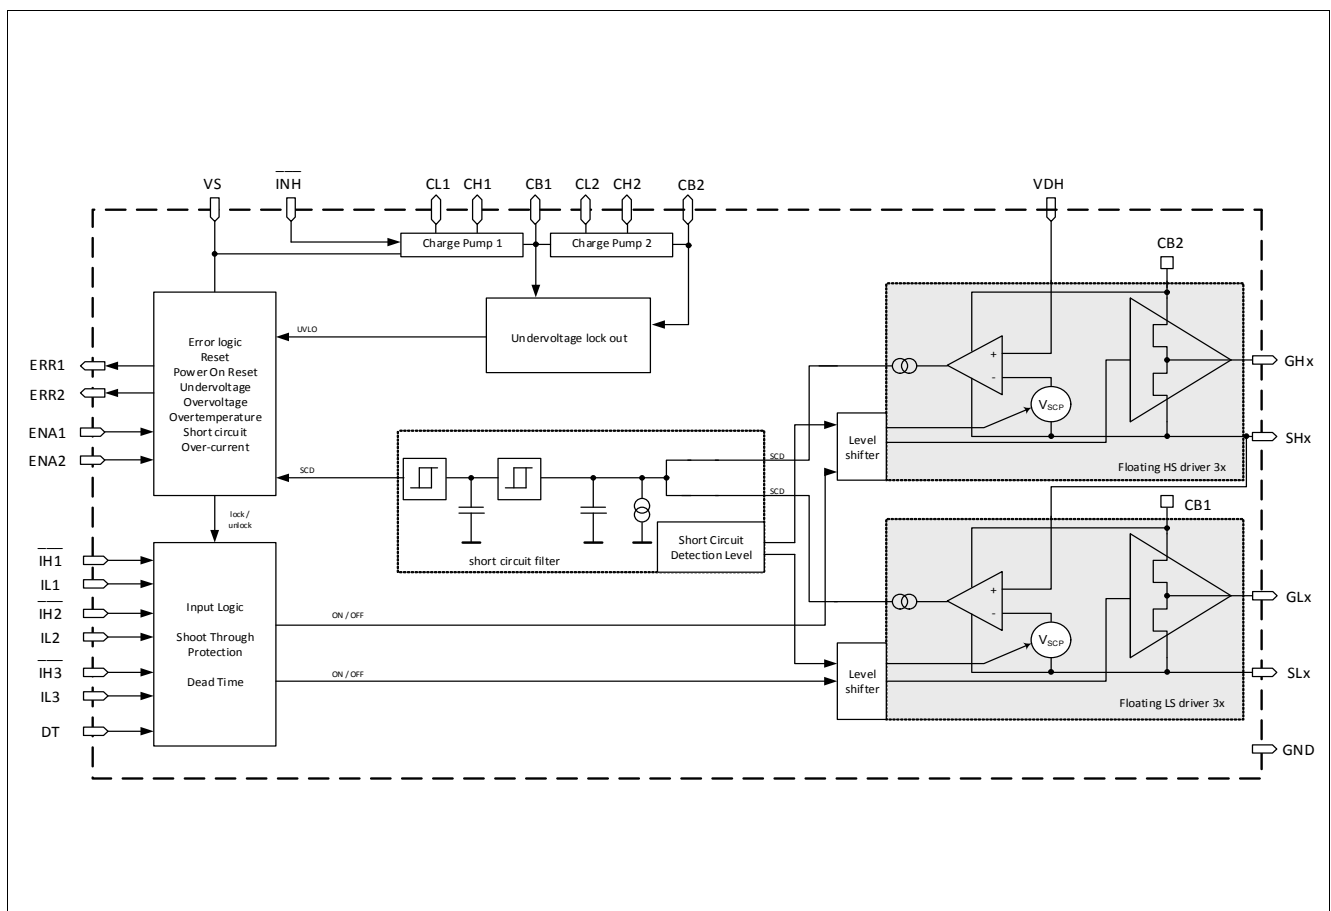 VS
INH
CL1
CH1
CB1
CL2
CH2
CB2
VDH
Charge Pump 1
Charge Pump 2
CB2
Undervoltage lock out
UVLO
Error logic
Reset
Power On Reset
Undervoltage
Overvoltage
Overtemperature
Short circuit
Over-current
ERR1
ERR2
ENA1
ENA2
+
-
VSCP
GHx
SHx
Level
shifter
Floating HS driver 3x
SCD
SCD
SCD
short circuit filter
Short Circuit
Detection Level
lock/
unlock
CB1
IH1
IL1
IH2
IL2
IH3
IL3
DT
Input Logic
Shoot Through
Protection
Dead Time
ON / OFF
ON / OFF
+
-
VSCP
GLx
SLx
Level
shifter
Floating LS driver 3x
GND